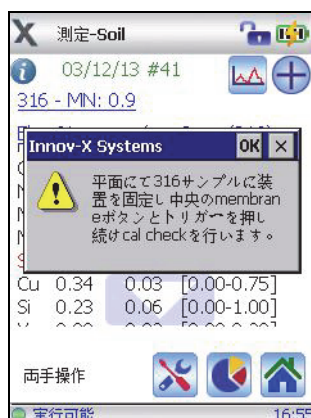 測定-Soil
03/12/13 #41
316 - MN: 0.9
Innov-X Systems OK
平面にて316サンプルに装
置を固定し中央のmembran
eボタンとトリガーを押し
続けcal checkを行います。
Cu 0.34 0.03 [0.00-0.75]
Si 0.23 0.06 [0.00-1.00]
両手操作
実行可能 16:55